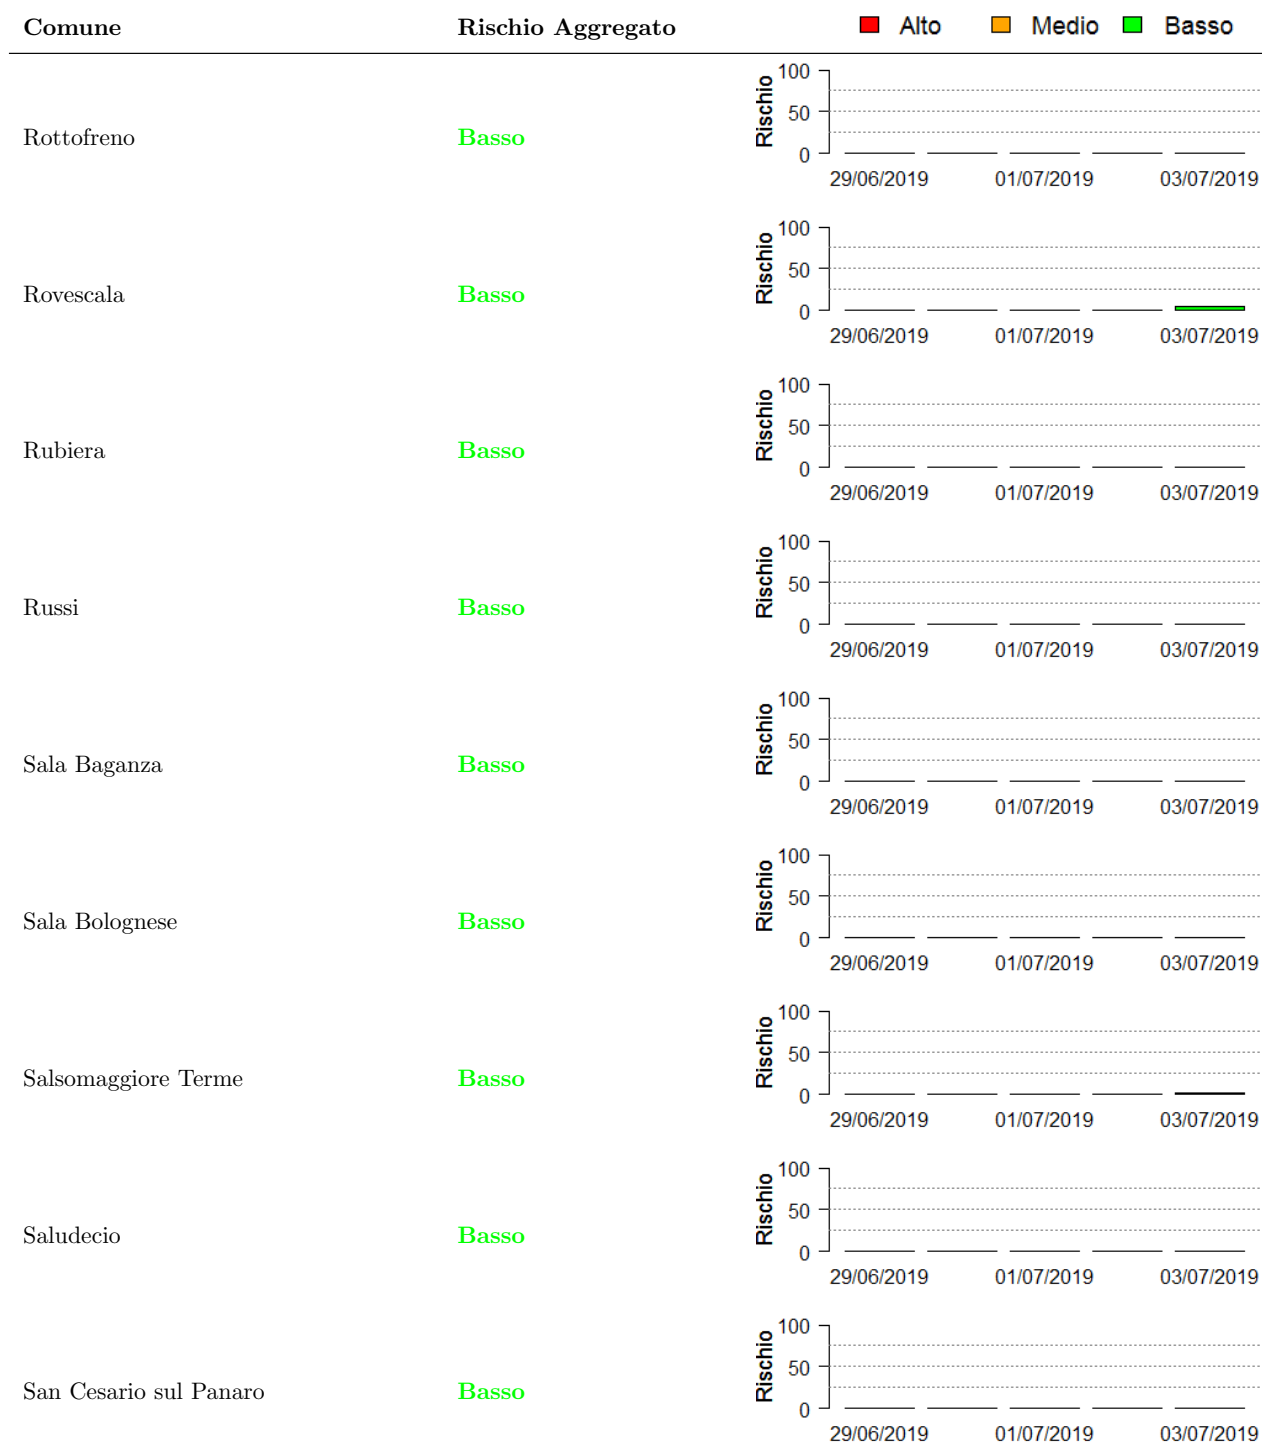 Comune Rischio Aggregato Alto Medio Basso
100
Rischio
50
Rottofreno Basso
0
29/06/2019 01/07/2019 03/07/2019
100
Rischio
50
Rovescala Basso
0
29/06/2019 01/07/2019 03/07/2019
100
Rischio
50
Rubiera Basso
0
29/06/2019 01/07/2019 03/07/2019
100
Rischio
50
Russi Basso
0
29/06/2019 01/07/2019 03/07/2019
100
Rischio
50
Sala Baganza Basso
0
29/06/2019 01/07/2019 03/07/2019
100
Rischio
50
Sala Bolognese Basso
0
29/06/2019 01/07/2019 03/07/2019
100
Rischio
50
Salsomaggiore Terme Basso
0
29/06/2019 01/07/2019 03/07/2019
100
Rischio
50
Saludecio Basso
0
29/06/2019 01/07/2019 03/07/2019
100
Rischio
50
San Cesario sul Panaro Basso
0
29/06/2019 01/07/2019 03/07/2019